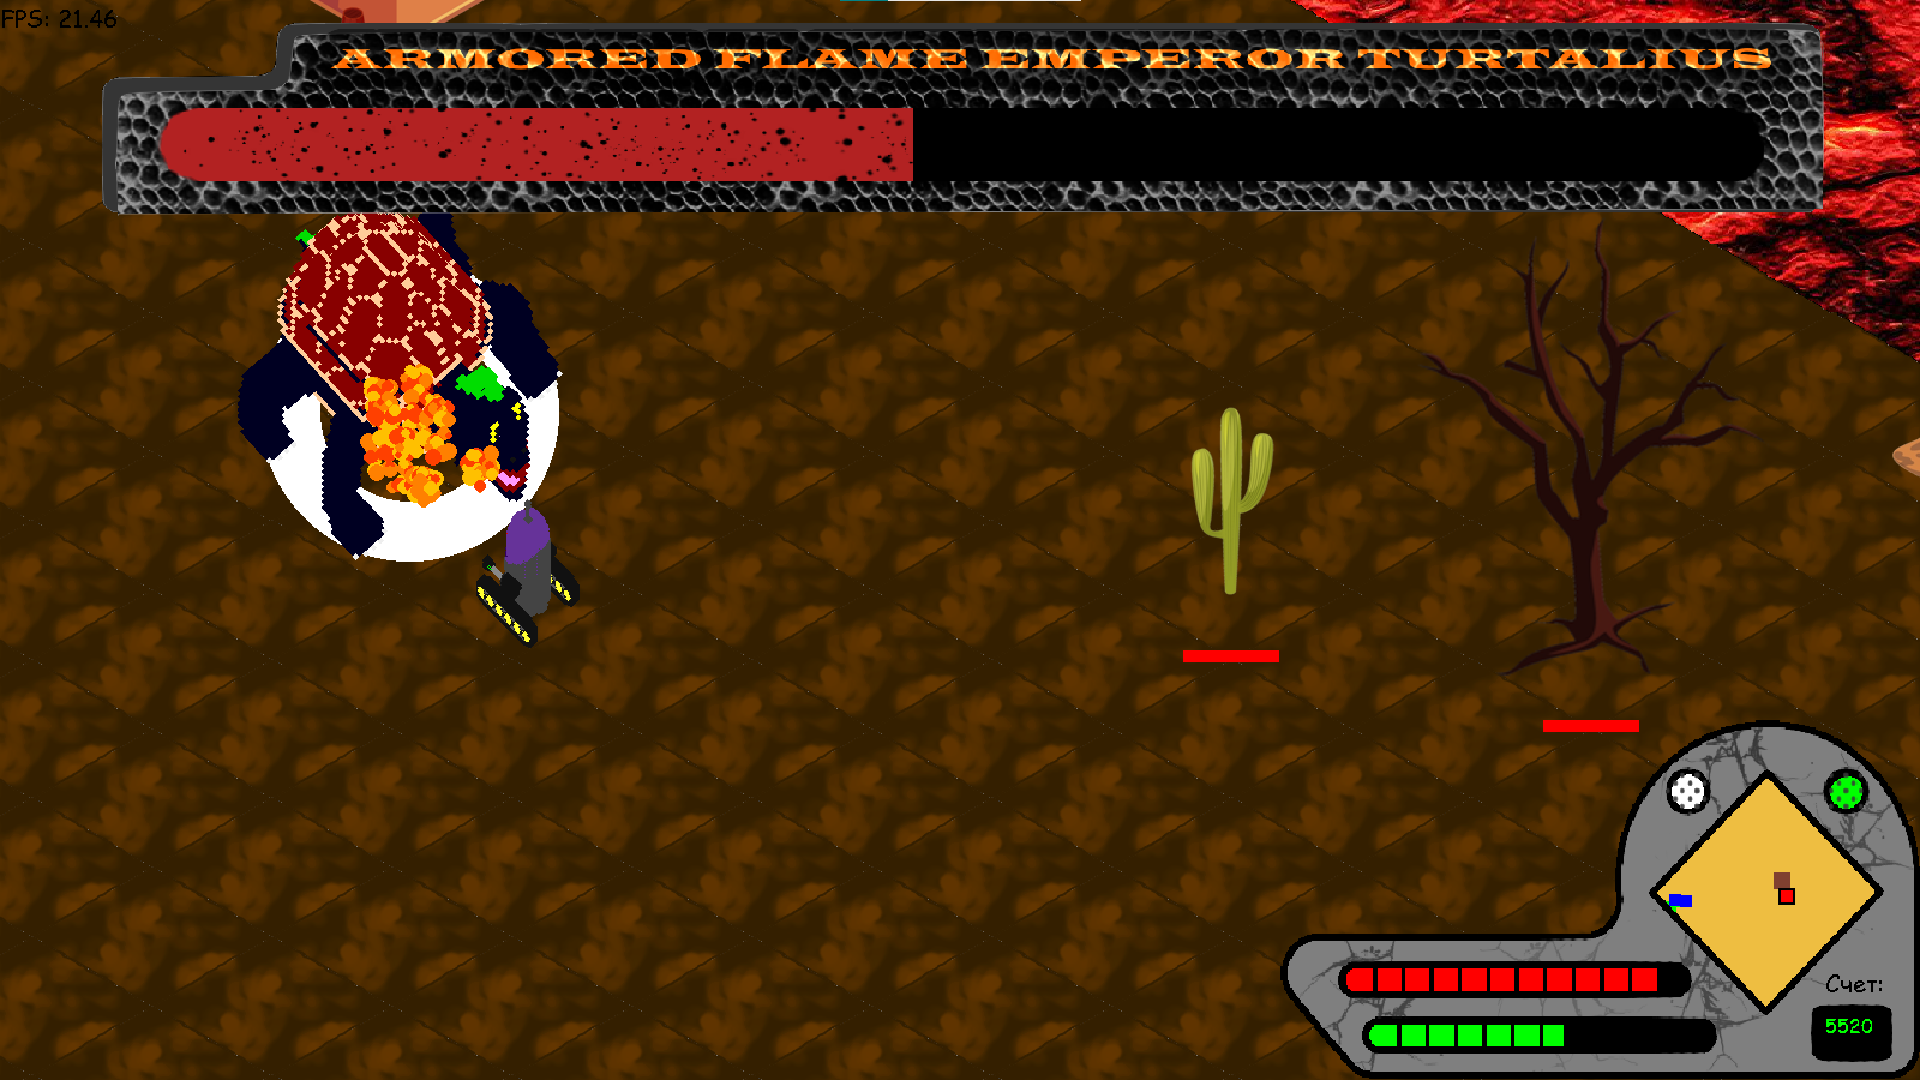 FPS: 21.46
ARMORED FLAME EMPEROR TURTALIUS
Счет:
5520